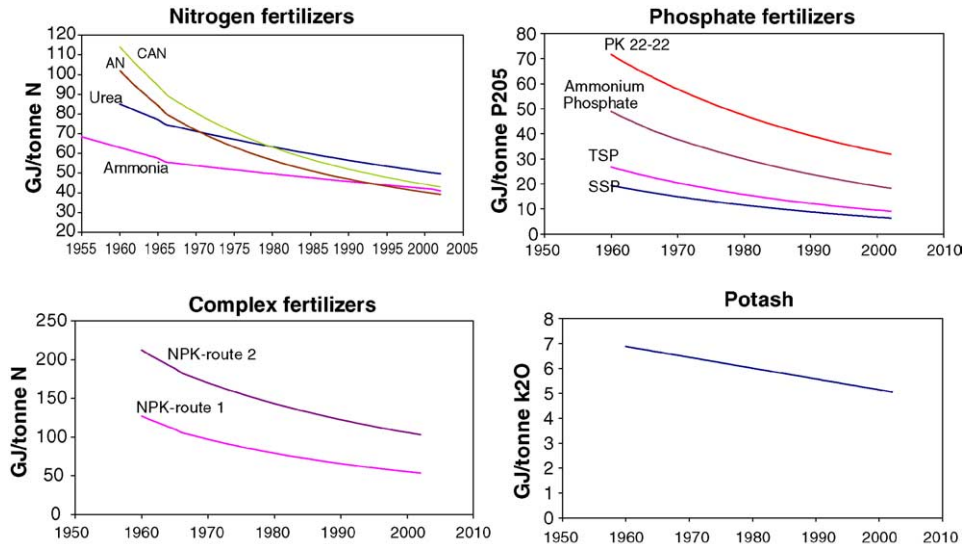 Nitrogen fertilizers
GJ/tonne N
120
110
100
90
80
70
60
50
40
30
20
CAN
AN
Urea
Ammonia
1955 1960 1965 1970 1975 1980 1985 1990 1995 2000 2005
Phosphate fertilizers
GJ/tonne P205
80
70
60
50
40
30
20
10
0
PK 22-22
Ammonium
Phosphate
TSP
SSP
1950 1960 1970 1980 1990 2000 2010
Complex fertilizers
GJ/tonne N
250
200
150
100
50
0
NPK-route 2
NPK-route 1
1950 1960 1970 1980 1990 2000 2010
Potash
GJ/tonne k2O
8
7
6
5
4
3
2
1
0
1950 1960 1970 1980 1990 2000 2010